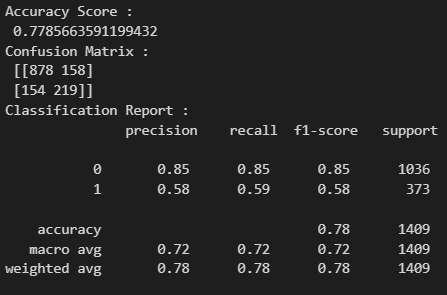 Accuracy Score :
0.7785663591199432
Confusion Matrix :
[[878 158]
[154 219]]
Classification Report :
precision recall f1-score support
0 0.85 0.85 0.85 1036
1 0.58 0.59 0.58 373
accuracy 0.78 1409
macro avg 0.72 0.72 0.72 1409
weighted avg 0.78 0.78 0.78 1409